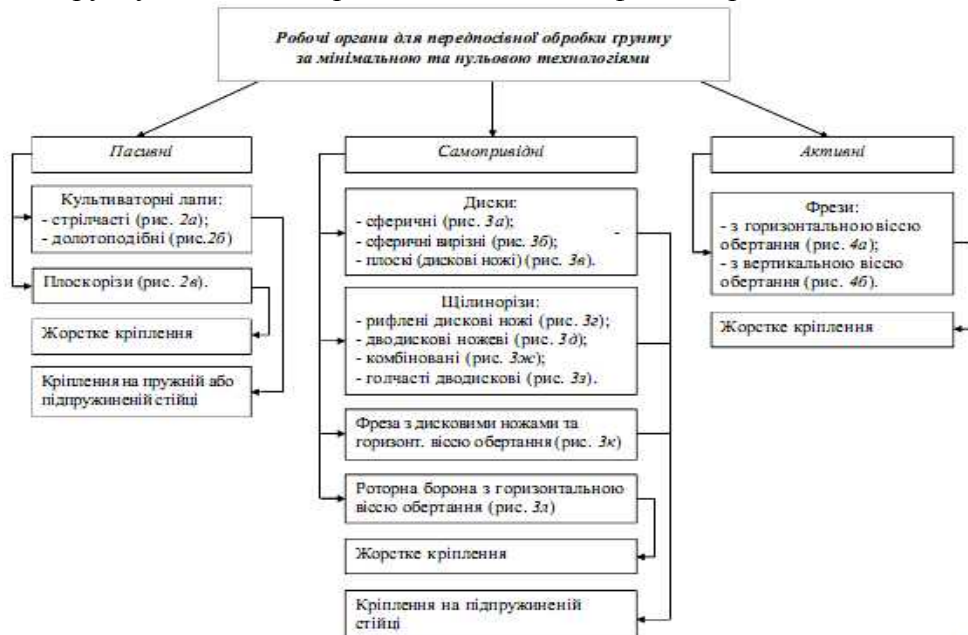 Робочі органи для передпосівної обробки ґрунту
за мінімальною та нульовою технологіями
Пасивні
Культиваторні лапи:
- стрілчасті (рис. 2а);
- долотоподібні (рис.2б)
Плоскорізи (рис. 2в).
Жорстке кріплення
Кріплення на пружній або
підпружиненій стійці
Самопривідні
Диски:
- сферичні (рис. 3а); -
- сферичні вирізні (рис. 3б);
- плоскі (дискові ножі) (рис. 3в).
Щілинорізи:
- рифлені дискові ножі (рис. 3г);
- дводискові ножеві (рис. 3д);
- комбіновані (рис. 3ж);
- голчасті дводискові (рис. 3з).
Фреза з дисковими ножами та
горизонт. віссю обертання (рис. 3к)
Роторна борона з горизонтальною
віссю обертання (рис. 3л)
Жорстке кріплення
Кріплення на підпружиненій
стійці
Активні
Фрези:
- з горизонтальною віссю
обертання (рис. 4а);
- з вертикальною віссю
обертання (рис. 4б).
Жорстке кріплення